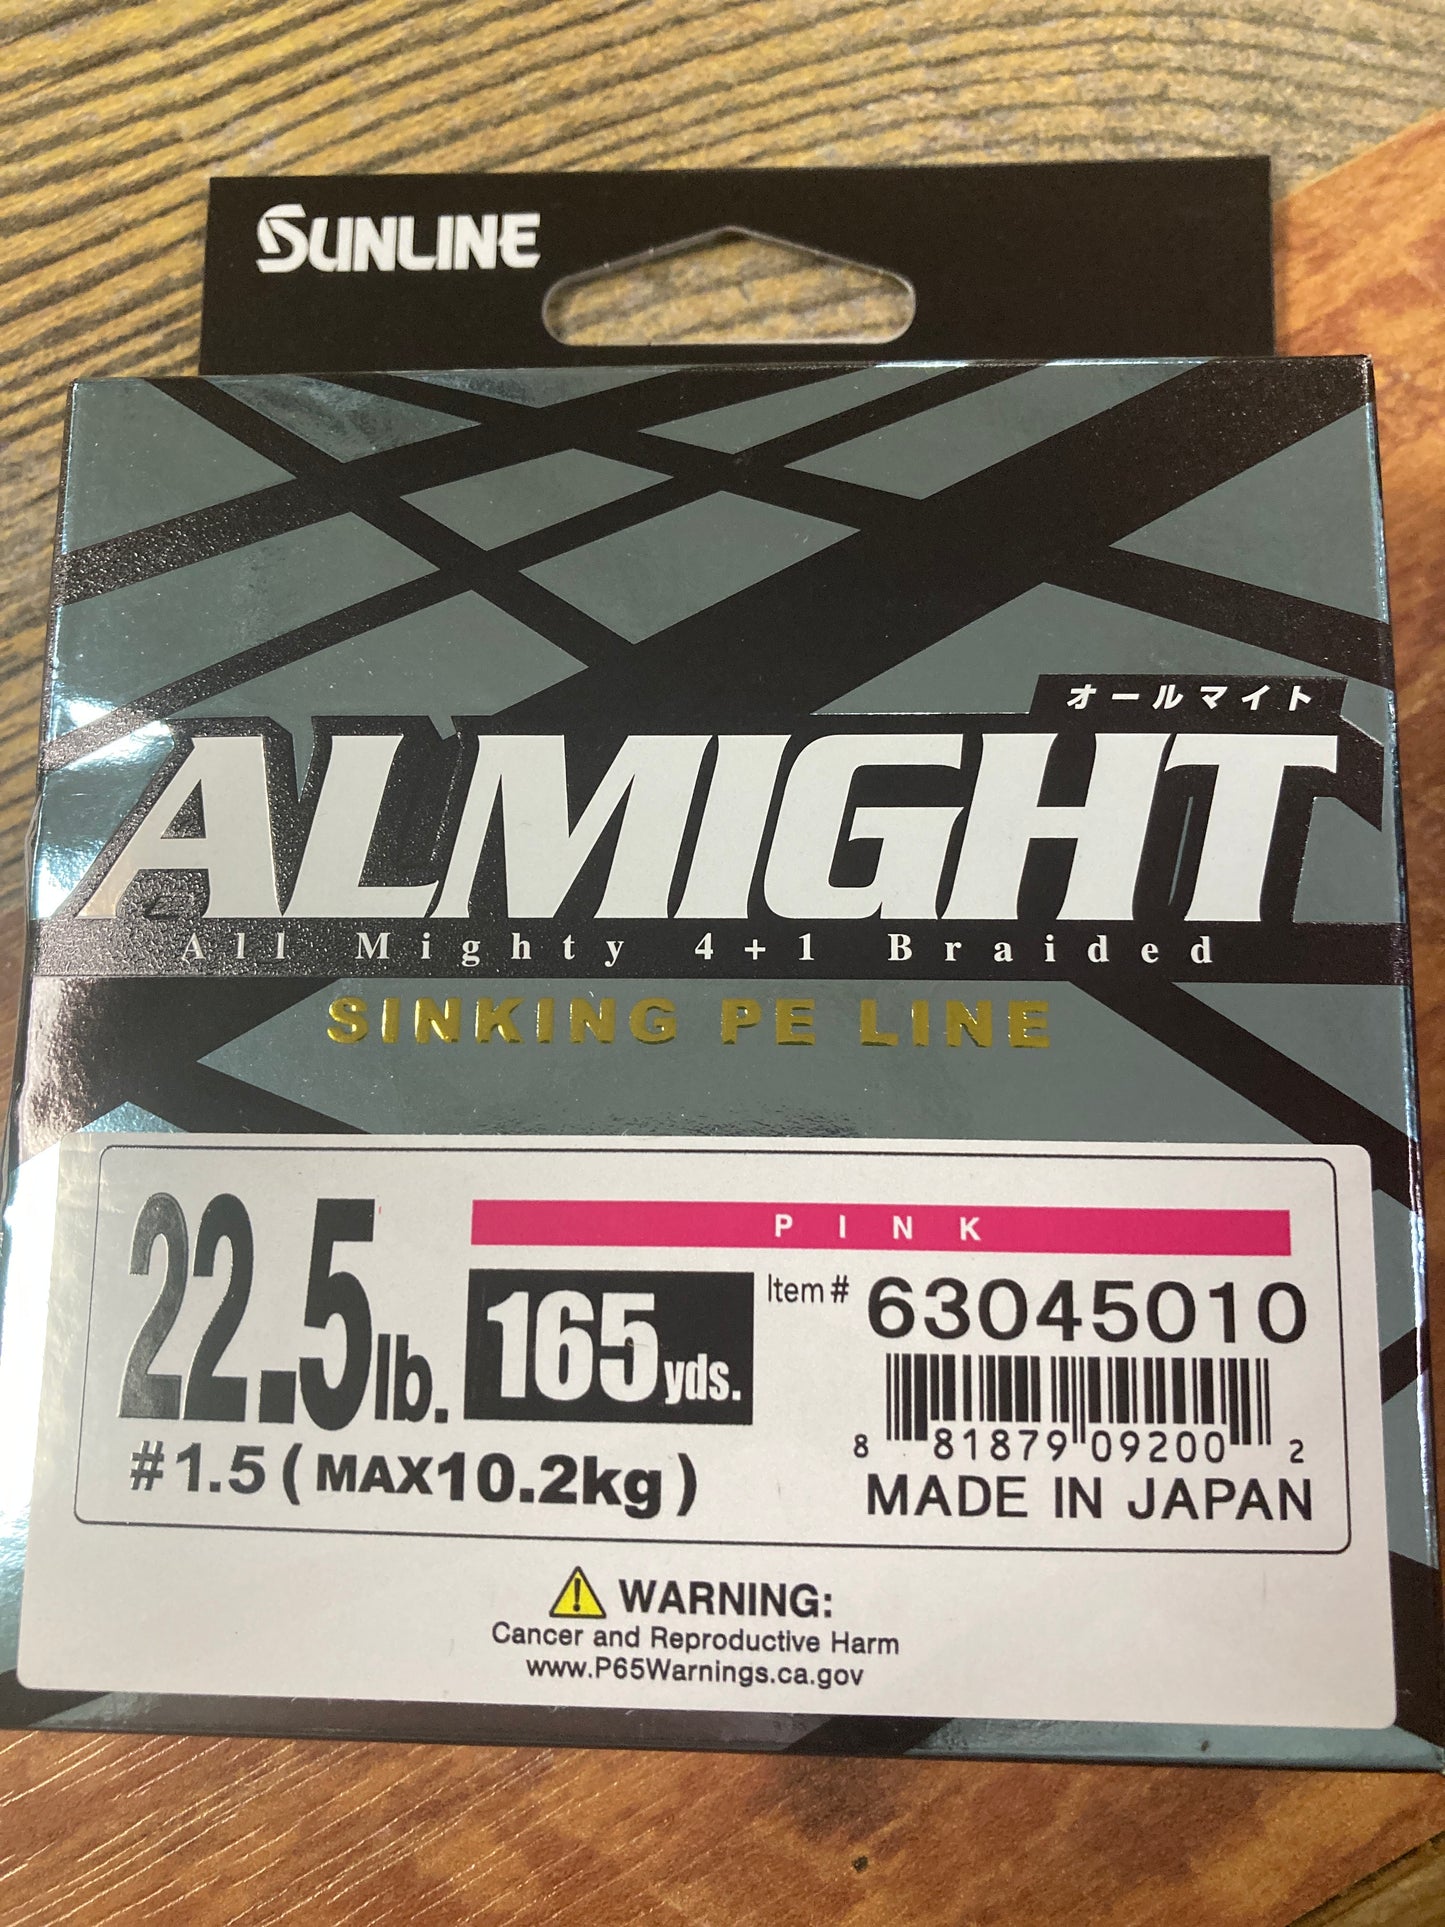 SUNLINE
オールマイト
ALMIGHT
All Mighty 4+1 Braided
SINKING PE LINE
PINK
22.5lb. 165yds. Item# 63045010
8 81879 09200 2
#1.5 (MAX10.2kg) MADE IN JAPAN
WARNING:
Cancer and Reproductive Harm
www.P65Warnings.ca.gov